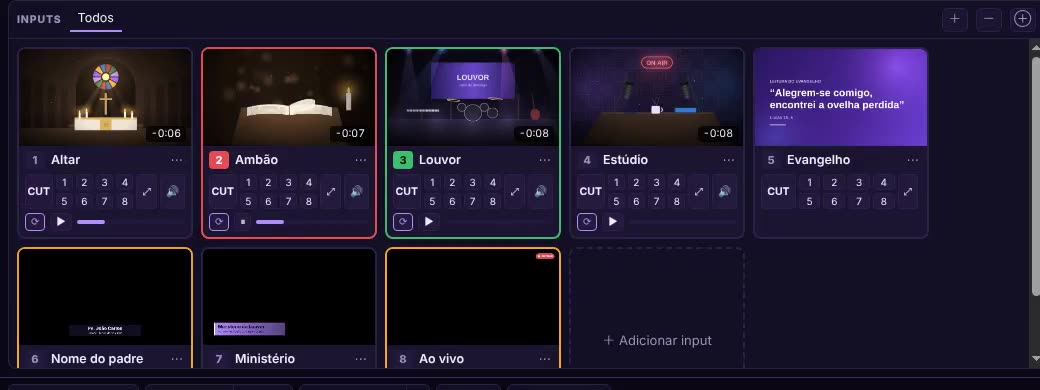 INPUTS Todos
LOUVOR
ON AIR
“Alegrem-se comigo,
encontrei a ovelha perdida”
-0:06 -0:07 -0:08 -0:08
1 Altar ... 2 Ambão ... 3 Louvor ... 4 Estúdio ... 5 Evangelho ...
CUT 1 2 3 4 CUT 1 2 3 4 CUT 1 2 3 4 CUT 1 2 3 4 CUT 1 2 3 4
5 6 7 8 5 6 7 8 5 6 7 8 5 6 7 8 5 6 7 8
Pe. João Carlos
6 Nome do padre ... 7 Ministério ... 8 Ao vivo ...
+ Adicionar input